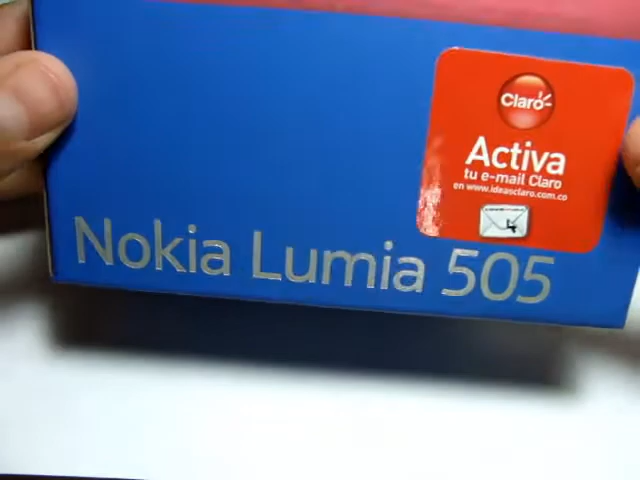 Claro
Activa
tu e-mail Claro
en www.ideasclaro.com.co
Nokia Lumia 505